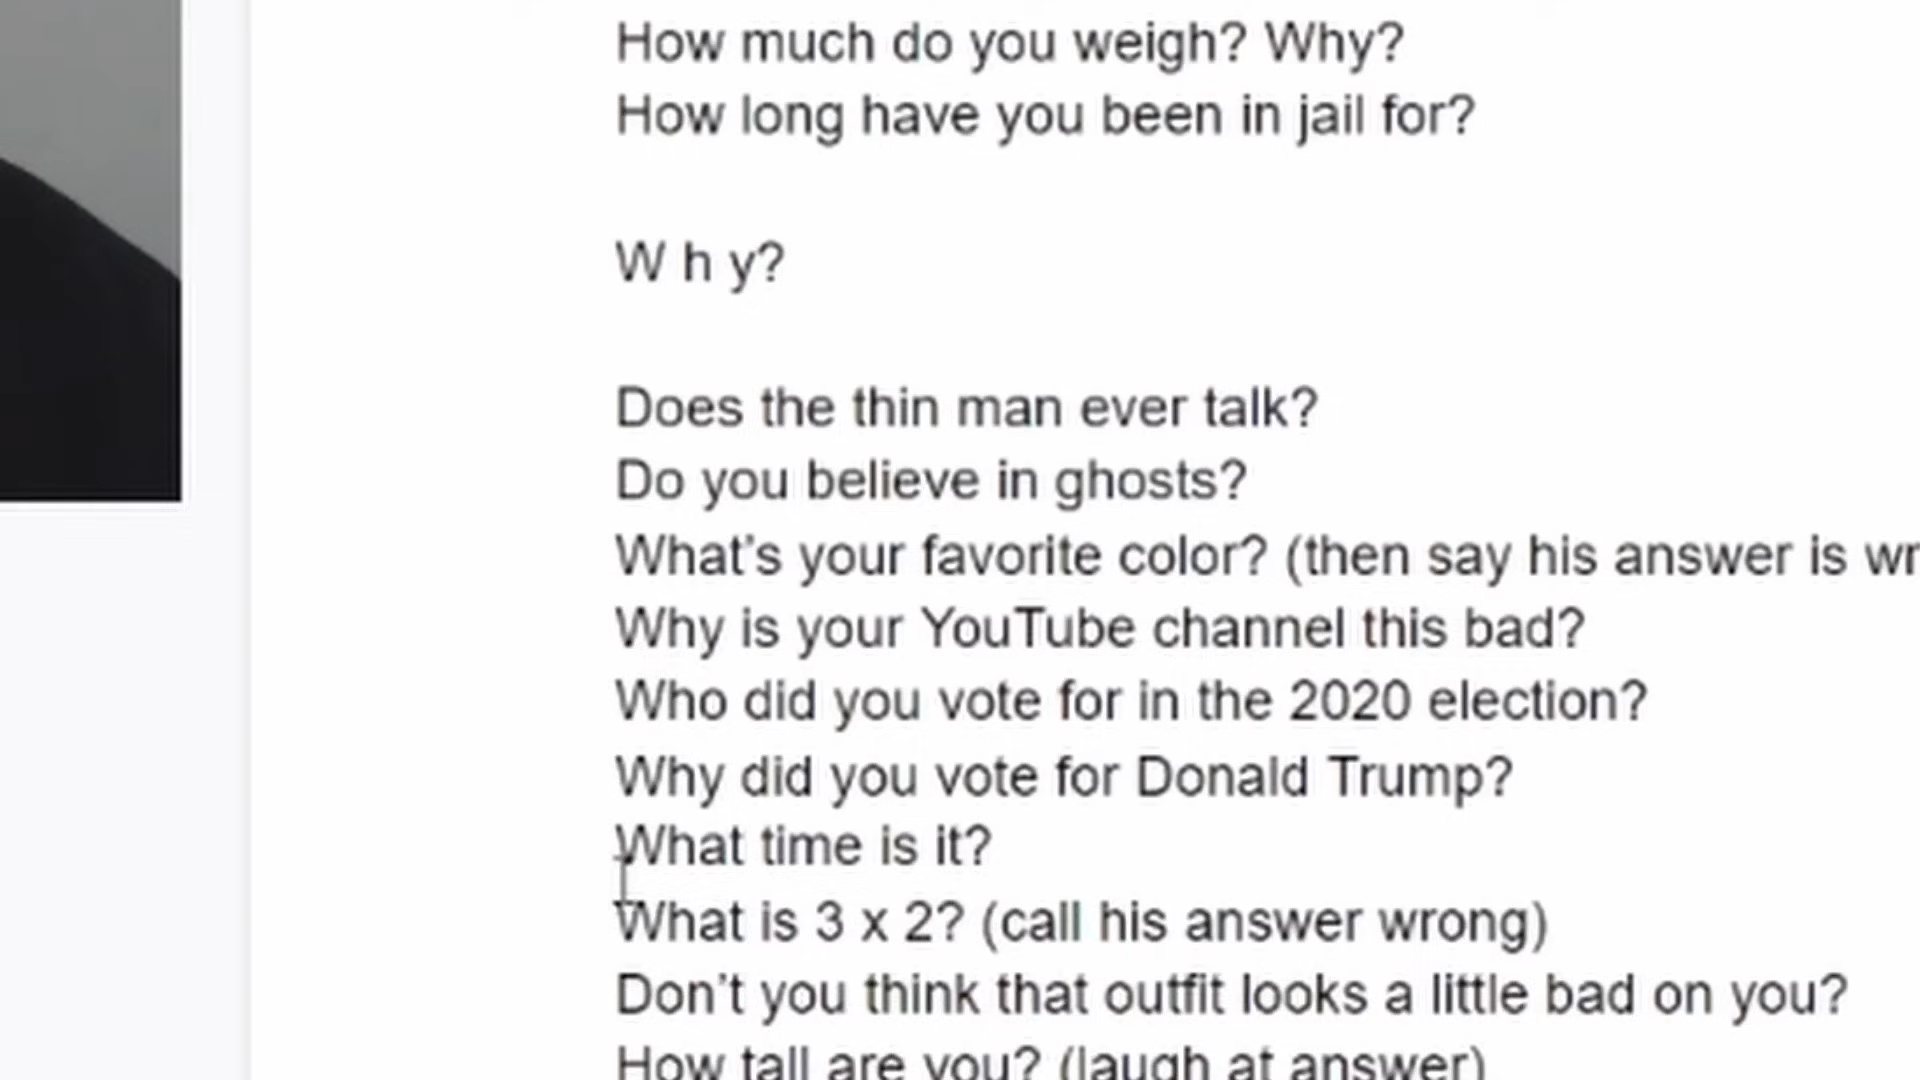 How much do you weigh? Why?
How long have you been in jail for?
W h y?
Does the thin man ever talk?
Do you believe in ghosts?
What's your favorite color? (then say his answer is
Why is your YouTube channel this bad?
Who did you vote for in the 2020 election?
Why did you vote for Donald Trump?
What time is it?
What is 3 x 2? (call his answer wrong)
Don't you think that outfit looks a little bad on you?
How tall are you? (laugh at answer)